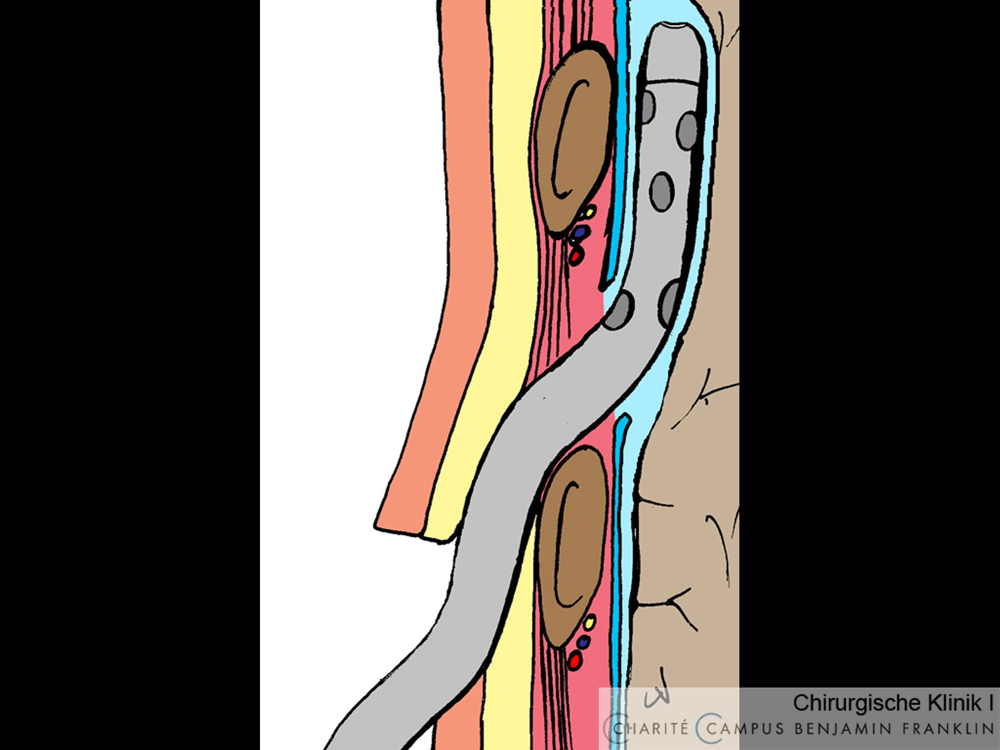 Chirurgische Klinik I
CHARITÉ CAMPUS BENJAMIN FRANKLIN